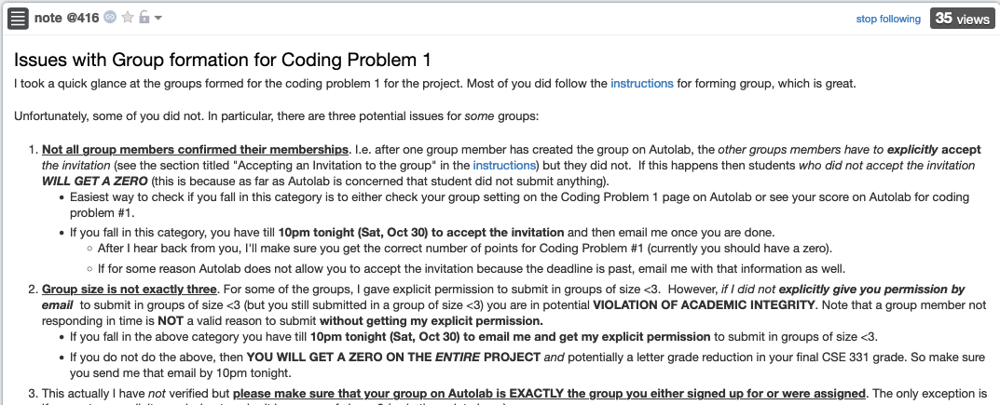 note @416
stop following
35 views
Issues with Group formation for Coding Problem 1
I took a quick glance at the groups formed for the coding problem 1 for the project. Most of you did follow the instructions for forming group, which is great.
Unfortunately, some of you did not. In particular, there are three potential issues for some groups:
1. Not all group members confirmed their memberships. I.e. after one group member has created the group on Autolab, the other groups members have to explicitly accept
the invitation (see the section titled "Accepting an Invitation to the group" in the instructions) but they did not. If this happens then students who did not accept the invitation
WILL GET A ZERO (this is because as far as Autolab is concerned that student did not submit anything).
• Easiest way to check if you fall in this category is to either check your group setting on the Coding Problem 1 page on Autolab or see your score on Autolab for coding
problem #1.
• If you fall in this category, you have till 10pm tonight (Sat, Oct 30) to accept the invitation and then email me once you are done.
◦ After I hear back from you, I'll make sure you get the correct number of points for Coding Problem #1 (currently you should have a zero).
◦ If for some reason Autolab does not allow you to accept the invitation because the deadline is past, email me with that information as well.
2. Group size is not exactly three. For some of the groups, I gave explicit permission to submit in groups of size <3. However, if I did not explicitly give you permission by
email to submit in groups of size <3 (but you still submitted in a group of size <3) you are in potential VIOLATION OF ACADEMIC INTEGRITY. Note that a group member not
responding in time is NOT a valid reason to submit without getting my explicit permission.
• If you fall in the above category you have till 10pm tonight (Sat, Oct 30) to email me and get my explicit permission to submit in groups of size <3.
• If you do not do the above, then YOU WILL GET A ZERO ON THE ENTIRE PROJECT and potentially a letter grade reduction in your final CSE 331 grade. So make sure
you send me that email by 10pm tonight.
3. This actually I have not verified but please make sure that your group on Autolab is EXACTLY the group you either signed up for or were assigned. The only exception is